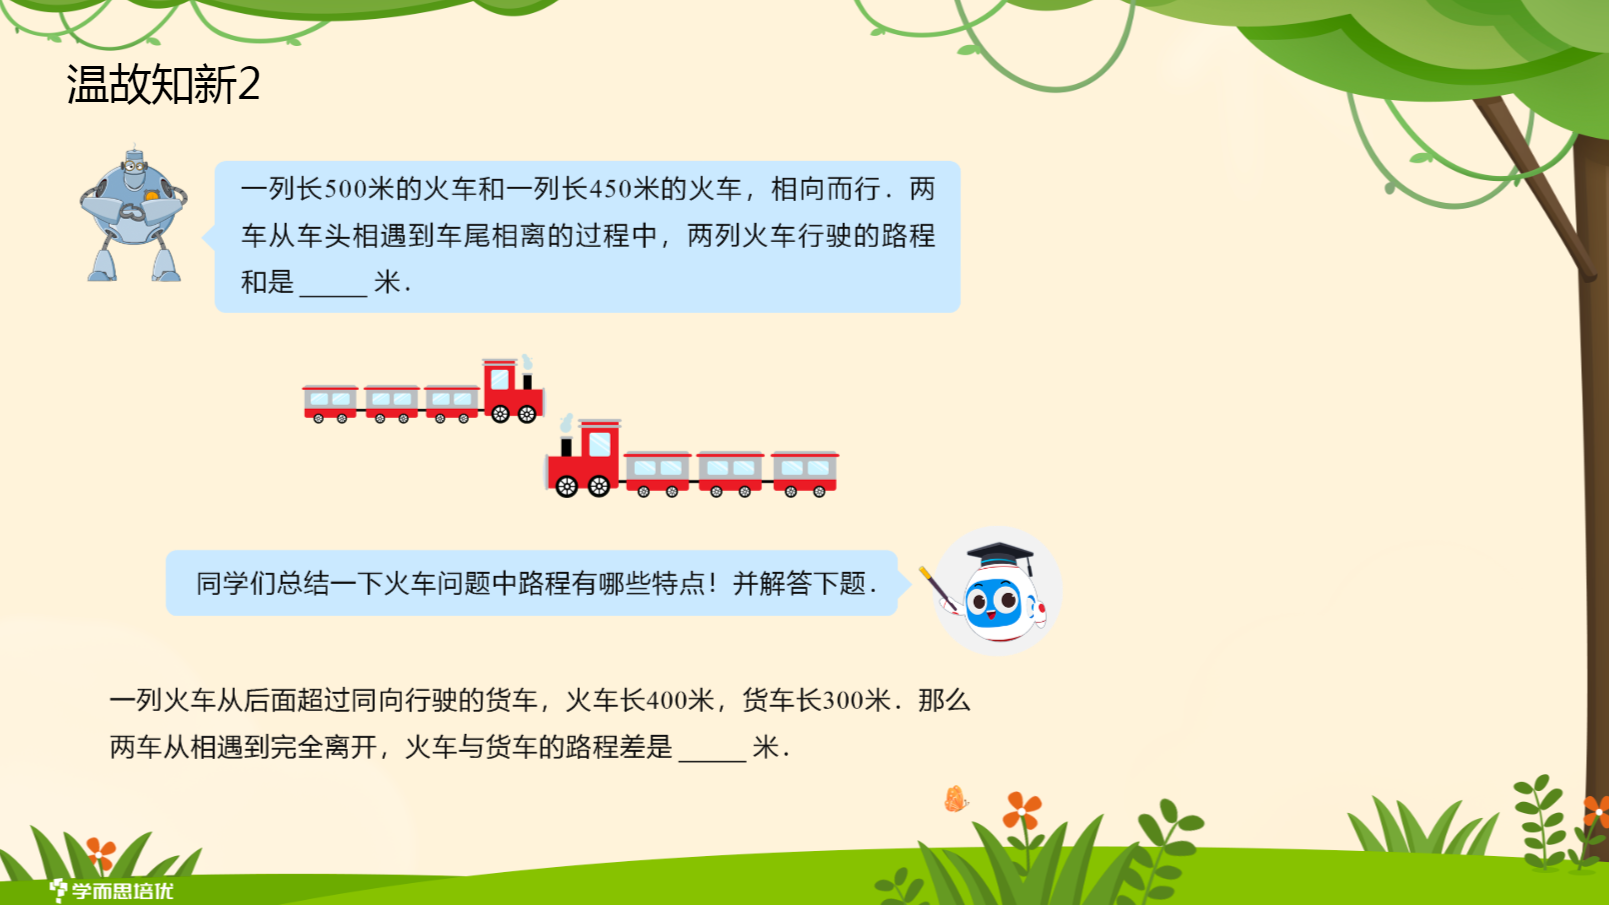 温故知新2
一列长500米的火车和一列长450米的火车，相向而行．两
车从车头相遇到车尾相离的过程中，两列火车行驶的路程
和是 _____ 米．
同学们总结一下火车问题中路程有哪些特点！并解答下题．
一列火车从后面超过同向行驶的货车，火车长400米，货车长300米．那么
两车从相遇到完全离开，火车与货车的路程差是 _____ 米．
学而思培优